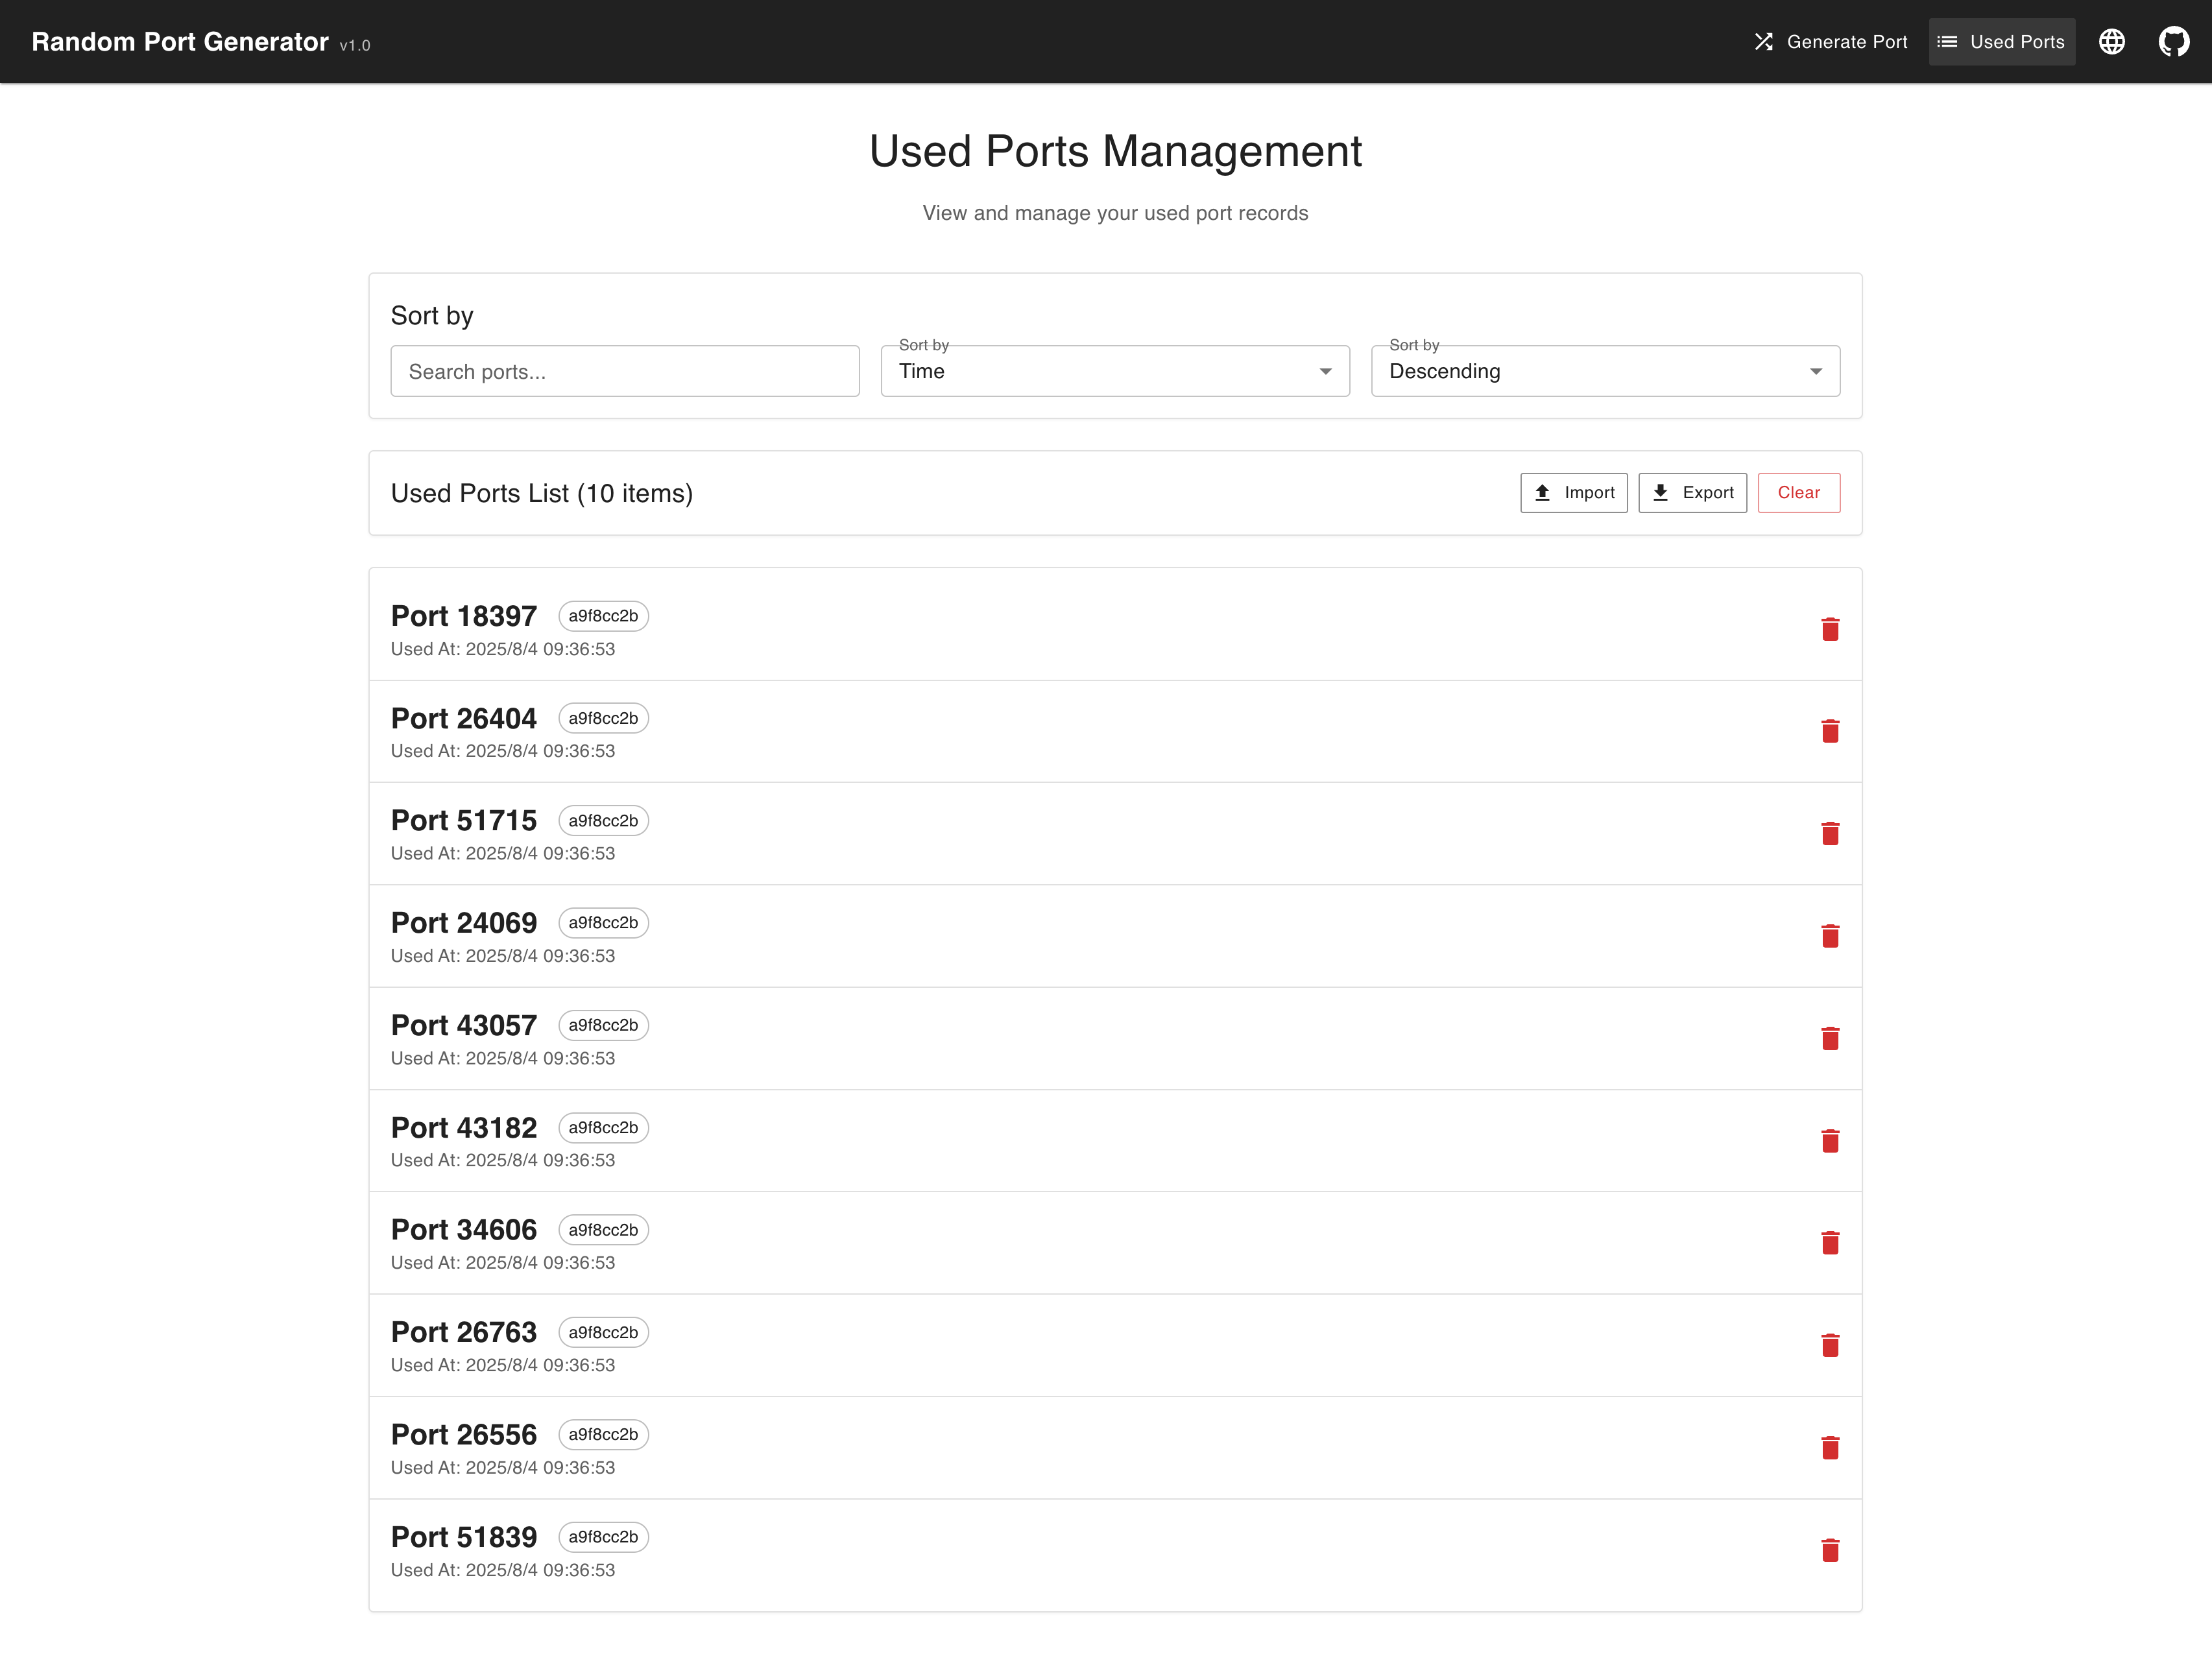 Random Port Generator v1.0
Generate Port
Used Ports
Used Ports Management
View and manage your used port records
Sort by
Search ports...
Sort by
Time
Sort by
Descending
Used Ports List (10 items)
Import
Export
Clear
Port 18397 a9f8cc2b
Used At: 2025/8/4 09:36:53
Port 26404 a9f8cc2b
Used At: 2025/8/4 09:36:53
Port 51715 a9f8cc2b
Used At: 2025/8/4 09:36:53
Port 24069 a9f8cc2b
Used At: 2025/8/4 09:36:53
Port 43057 a9f8cc2b
Used At: 2025/8/4 09:36:53
Port 43182 a9f8cc2b
Used At: 2025/8/4 09:36:53
Port 34606 a9f8cc2b
Used At: 2025/8/4 09:36:53
Port 26763 a9f8cc2b
Used At: 2025/8/4 09:36:53
Port 26556 a9f8cc2b
Used At: 2025/8/4 09:36:53
Port 51839 a9f8cc2b
Used At: 2025/8/4 09:36:53